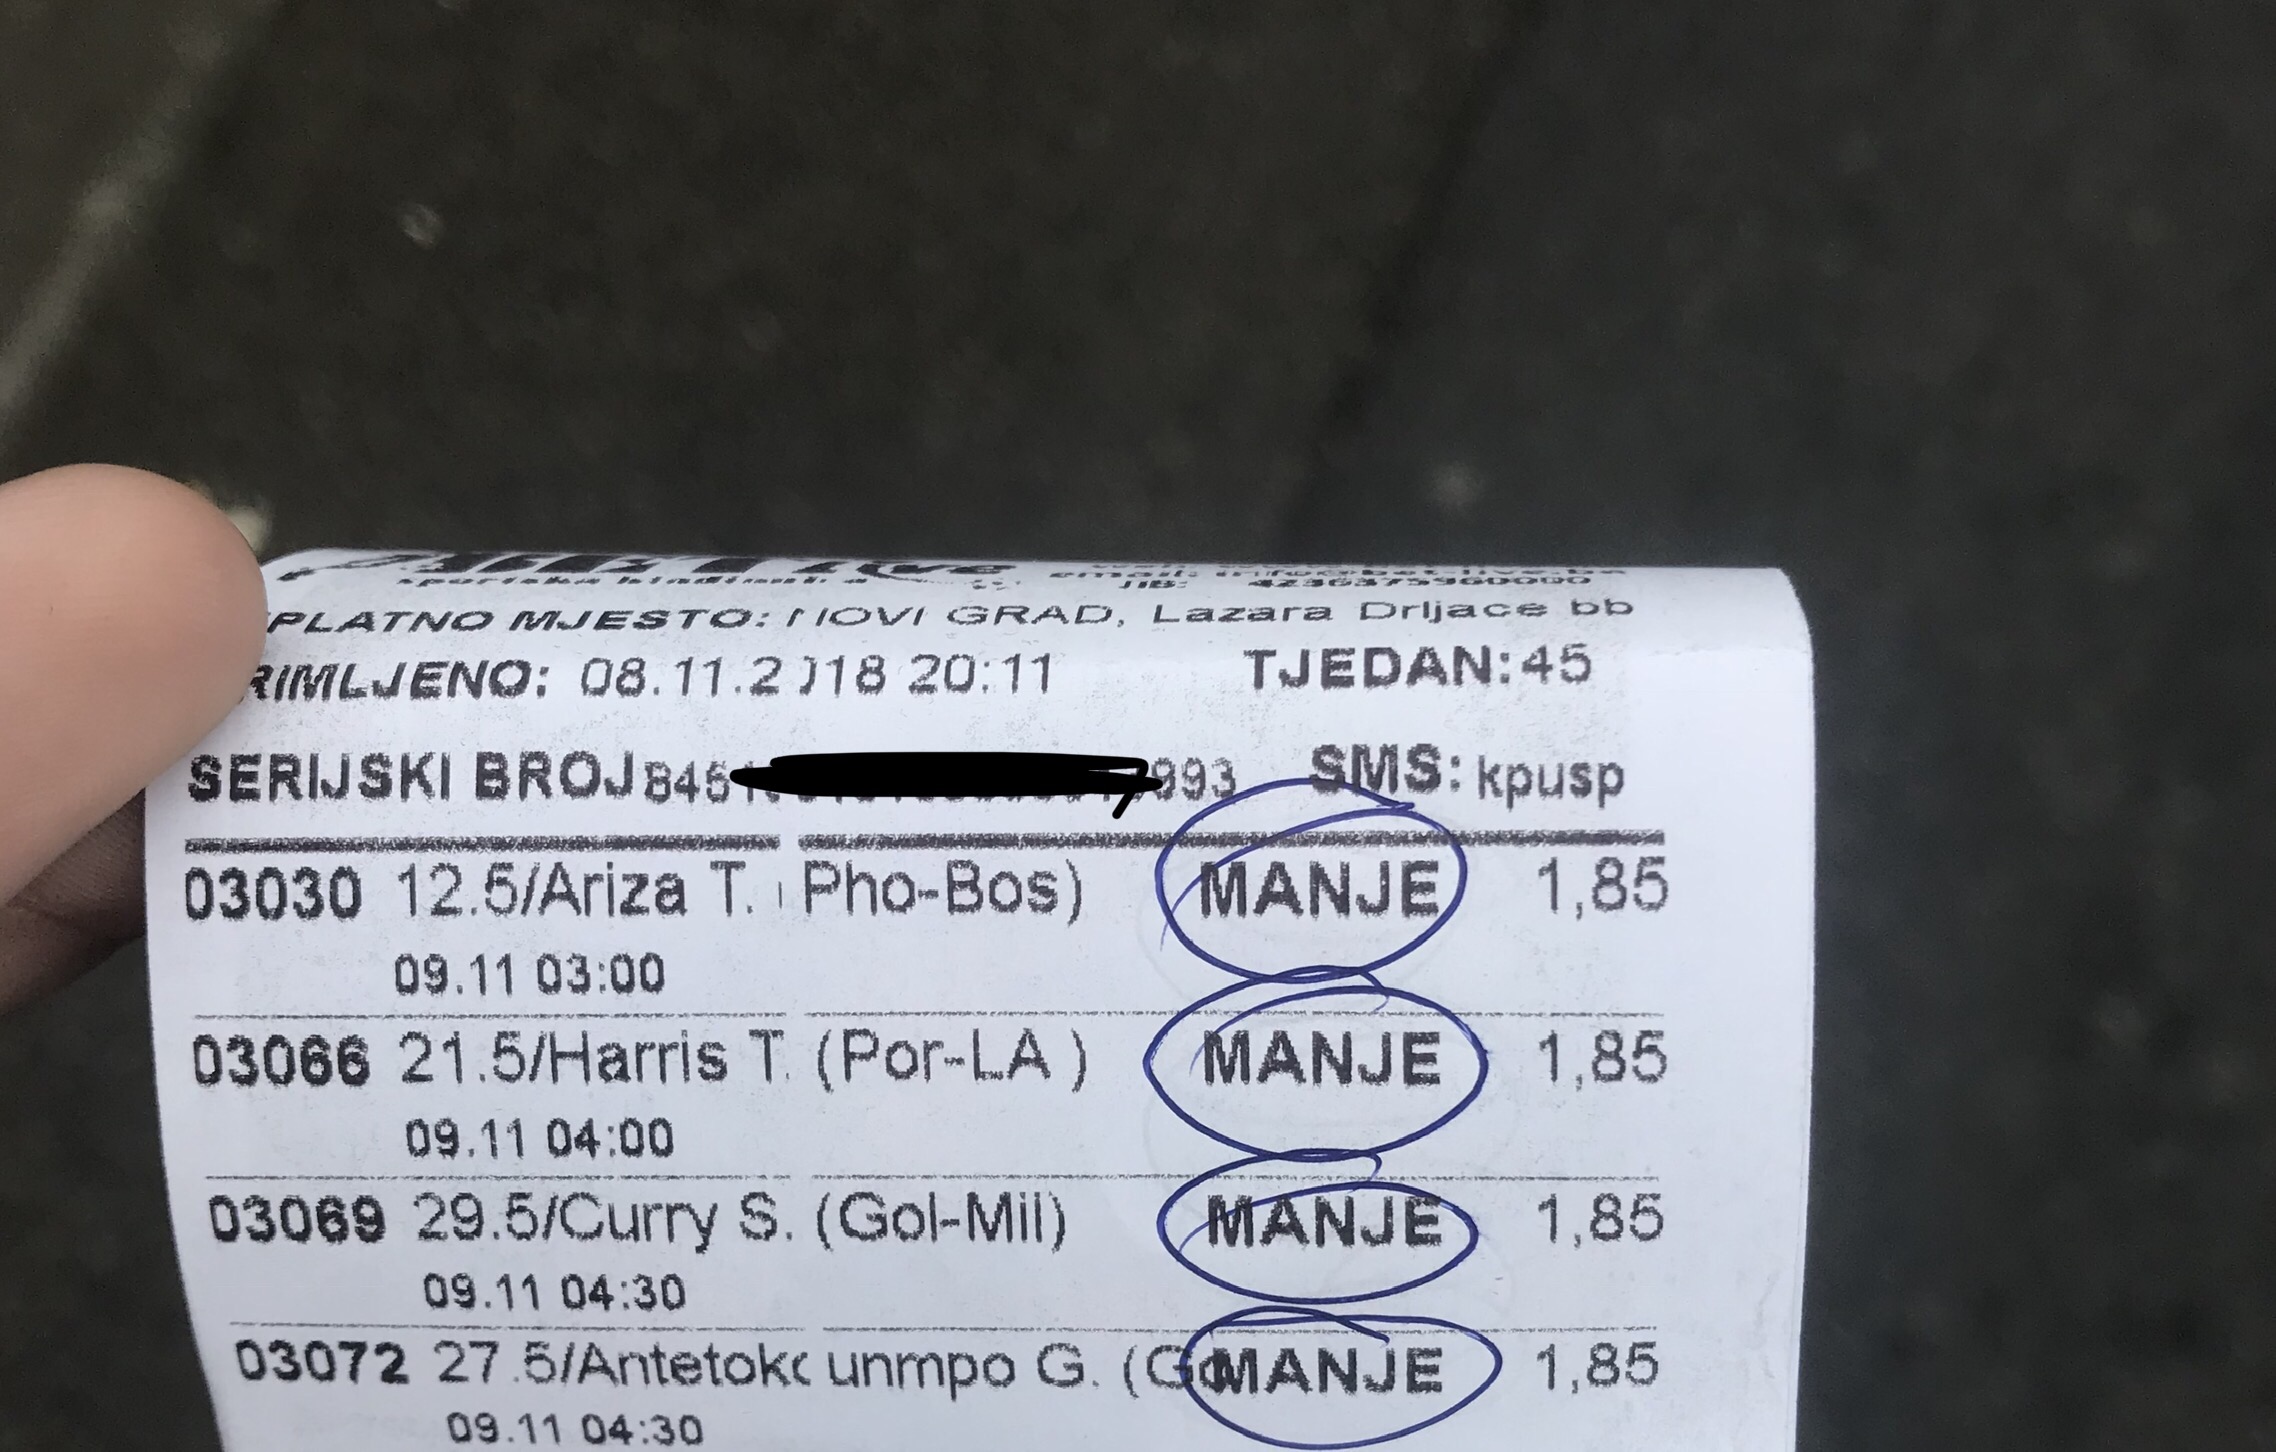 PLATNO MJESTO: NOVI GRAD, Lazara Drljace bb
RIMLJENO: 08.11.2018 20:11 TJEDAN:45
SERIJSKI BROJ 993 SMS: kpusp
03030 12.5/Ariza T. Pho-Bos) MANJE 1,85
09.11 03:00
03066 21.5/Harris T. (Por-LA ) MANJE 1,85
09.11 04:00
03069 29.5/Curry S. (Gol-Mil) MANJE 1,85
09.11 04:30
03072 27.5/Antetokounmpo G. (Go MANJE 1,85
09.11 04:30